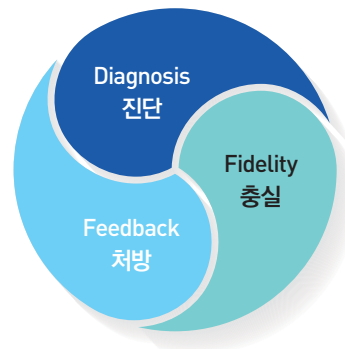 Diagnosis
진단
Fidelity
충실
Feedback
처방